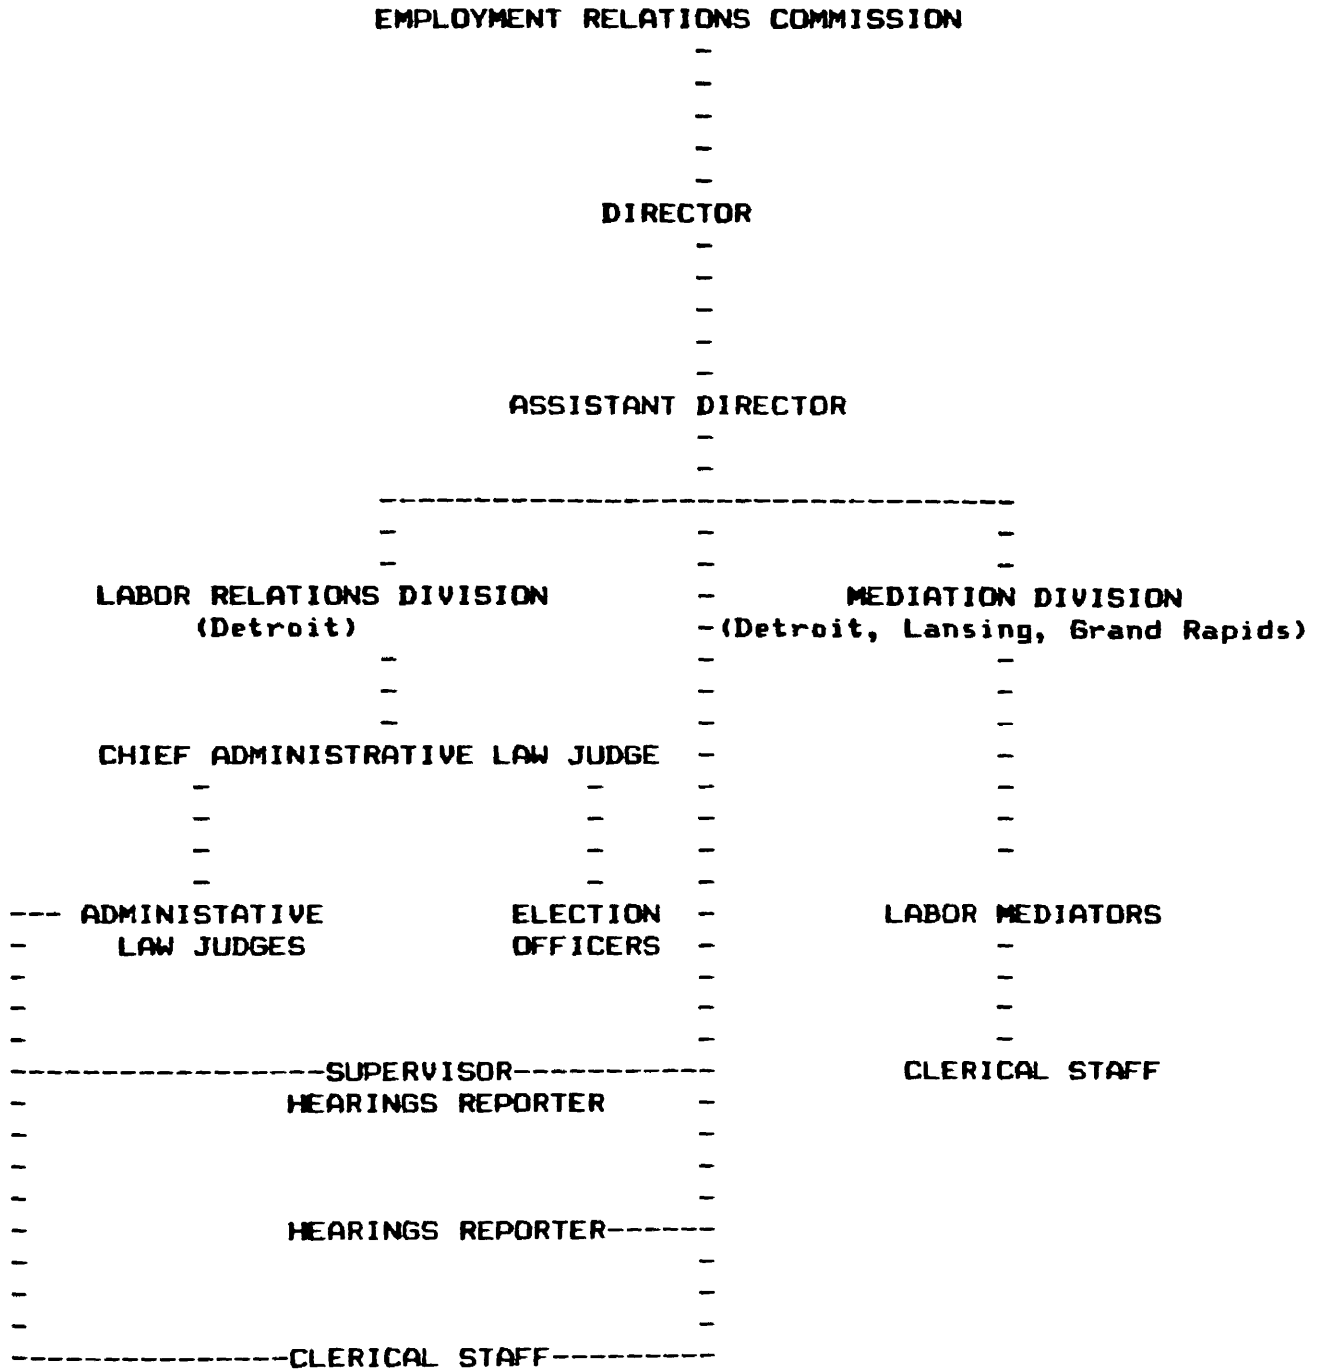 EMPLOYMENT RELATIONS COMMISSION
DIRECTOR
ASSISTANT DIRECTOR
LABOR RELATIONS DIVISION
(Detroit)
MEDIATION DIVISION
(Detroit, Lansing, Grand Rapids)
CHIEF ADMINISTRATIVE LAW JUDGE
ADMINISTATIVE
LAW JUDGES
ELECTION
OFFICERS
LABOR MEDIATORS
SUPERVISOR
HEARINGS REPORTER
CLERICAL STAFF
HEARINGS REPORTER
CLERICAL STAFF